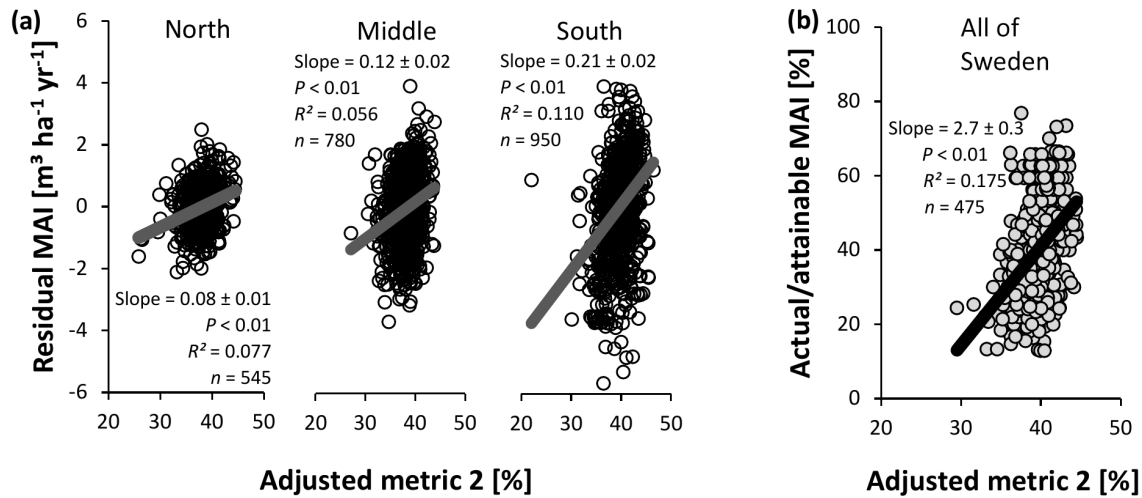 (a)
Residual MAI [m³ ha⁻¹ yr⁻¹]
6
4
2
0
-2
-4
-6
North
Slope = 0.08 ± 0.01
P < 0.01
R² = 0.077
n = 545
20 30 40 50
Middle
Slope = 0.12 ± 0.02
P < 0.01
R² = 0.056
n = 780
20 30 40 50
South
Slope = 0.21 ± 0.02
P < 0.01
R² = 0.110
n = 950
20 30 40 50
Adjusted metric 2 [%]
(b)
Actual/attainable MAI [%]
100
80
60
40
20
0
All of
Sweden
Slope = 2.7 ± 0.3
P < 0.01
R² = 0.175
n = 475
20 30 40 50
Adjusted metric 2 [%]